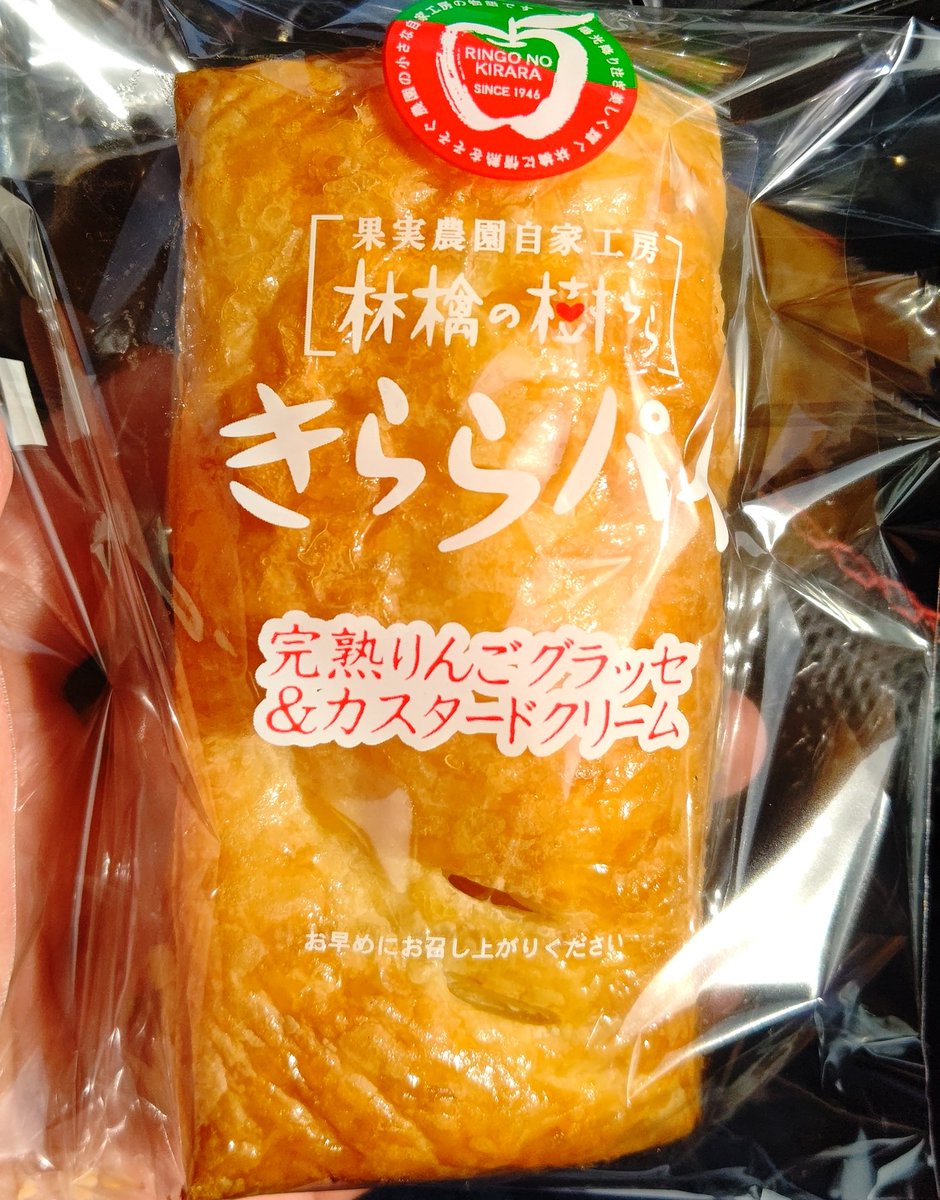 RINGO NO
KIRARA
SINCE 1946
果実農園自家工房
林檎の樹らら
きららパイ
完熟りんごグラッセ
&カスタードクリーム
お早めにお召し上がりください